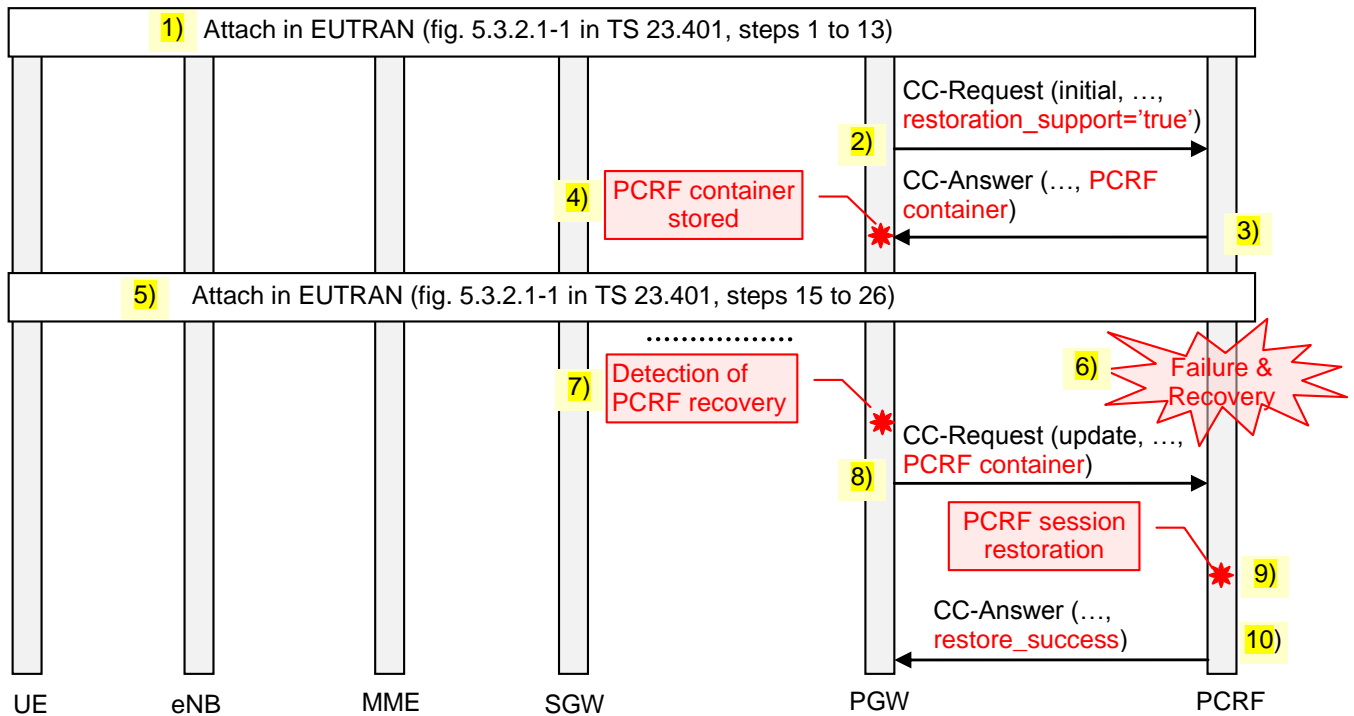 1) Attach in EUTRAN (fig. 5.3.2.1-1 in TS 23.401, steps 1 to 13)
CC-Request (initial, …,
restoration_support=’true’)
2)
CC-Answer (…, PCRF
container)
3)
4)
PCRF container
stored
5) Attach in EUTRAN (fig. 5.3.2.1-1 in TS 23.401, steps 15 to 26)
6)
Failure &
Recovery
7)
Detection of
PCRF recovery
CC-Request (update, …,
PCRF container)
8)
PCRF session
restoration
9)
CC-Answer (…,
restore_success)
10)
UE eNB MME SGW PGW PCRF